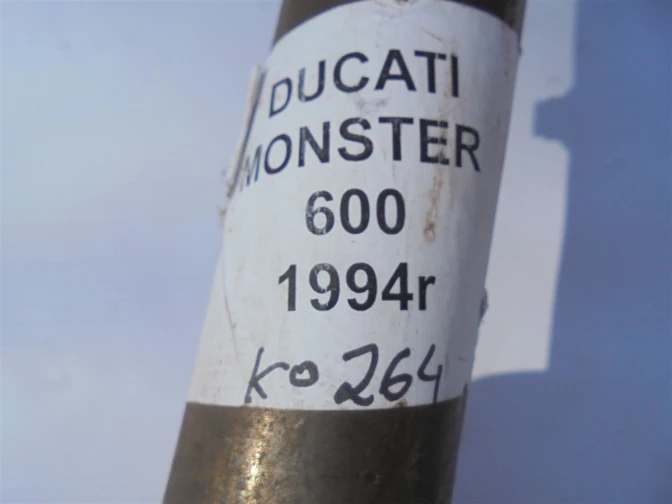 DUCATI
MONSTER
600
1994r
Ko 264